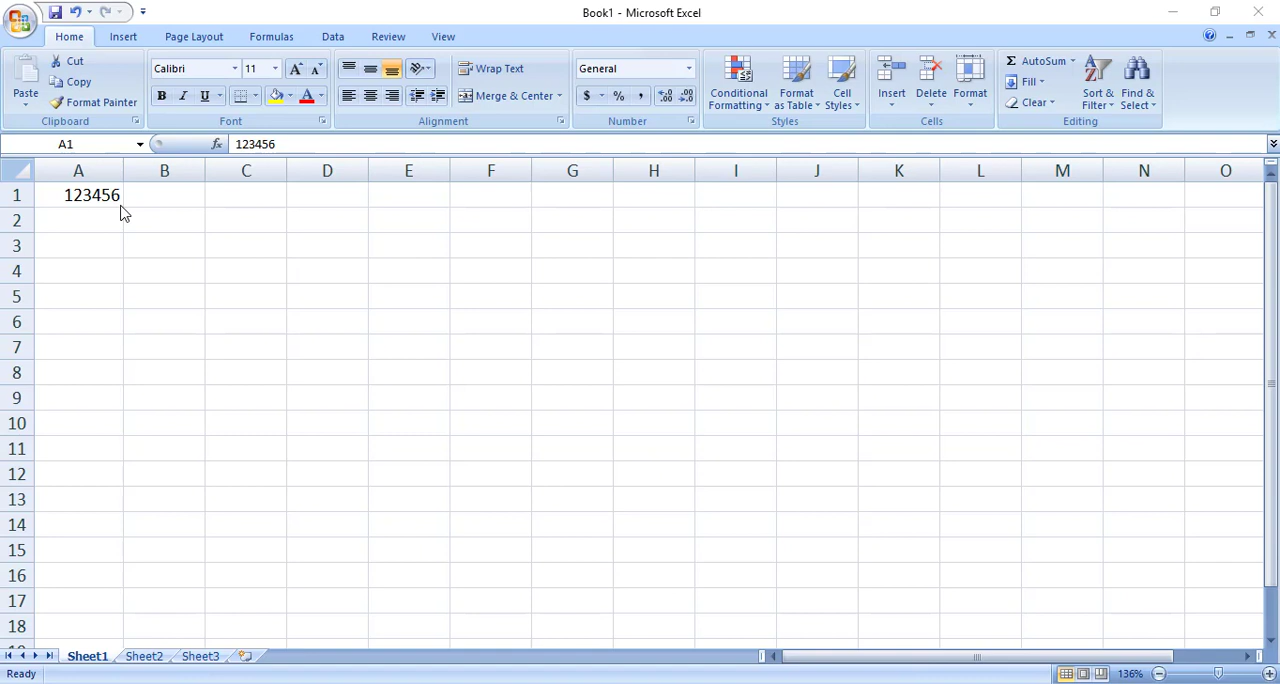 Book1 - Microsoft Excel
Home Insert Page Layout Formulas Data Review View
Paste
Cut
Copy
Format Painter
Clipboard
Calibri 11
B I U
Font
Wrap Text
Merge & Center
Alignment
General
$ % ,
Number
Conditional Formatting
Format as Table
Cell Styles
Styles
Insert Delete Format
Cells
Σ AutoSum
Fill
Clear
Sort & Filter
Find & Select
Editing
A1 fx 123456
A B C D E F G H I J K L M N O
1 123456
2
3
4
5
6
7
8
9
10
11
12
13
14
15
16
17
18
Sheet1 Sheet2 Sheet3
Ready 136%